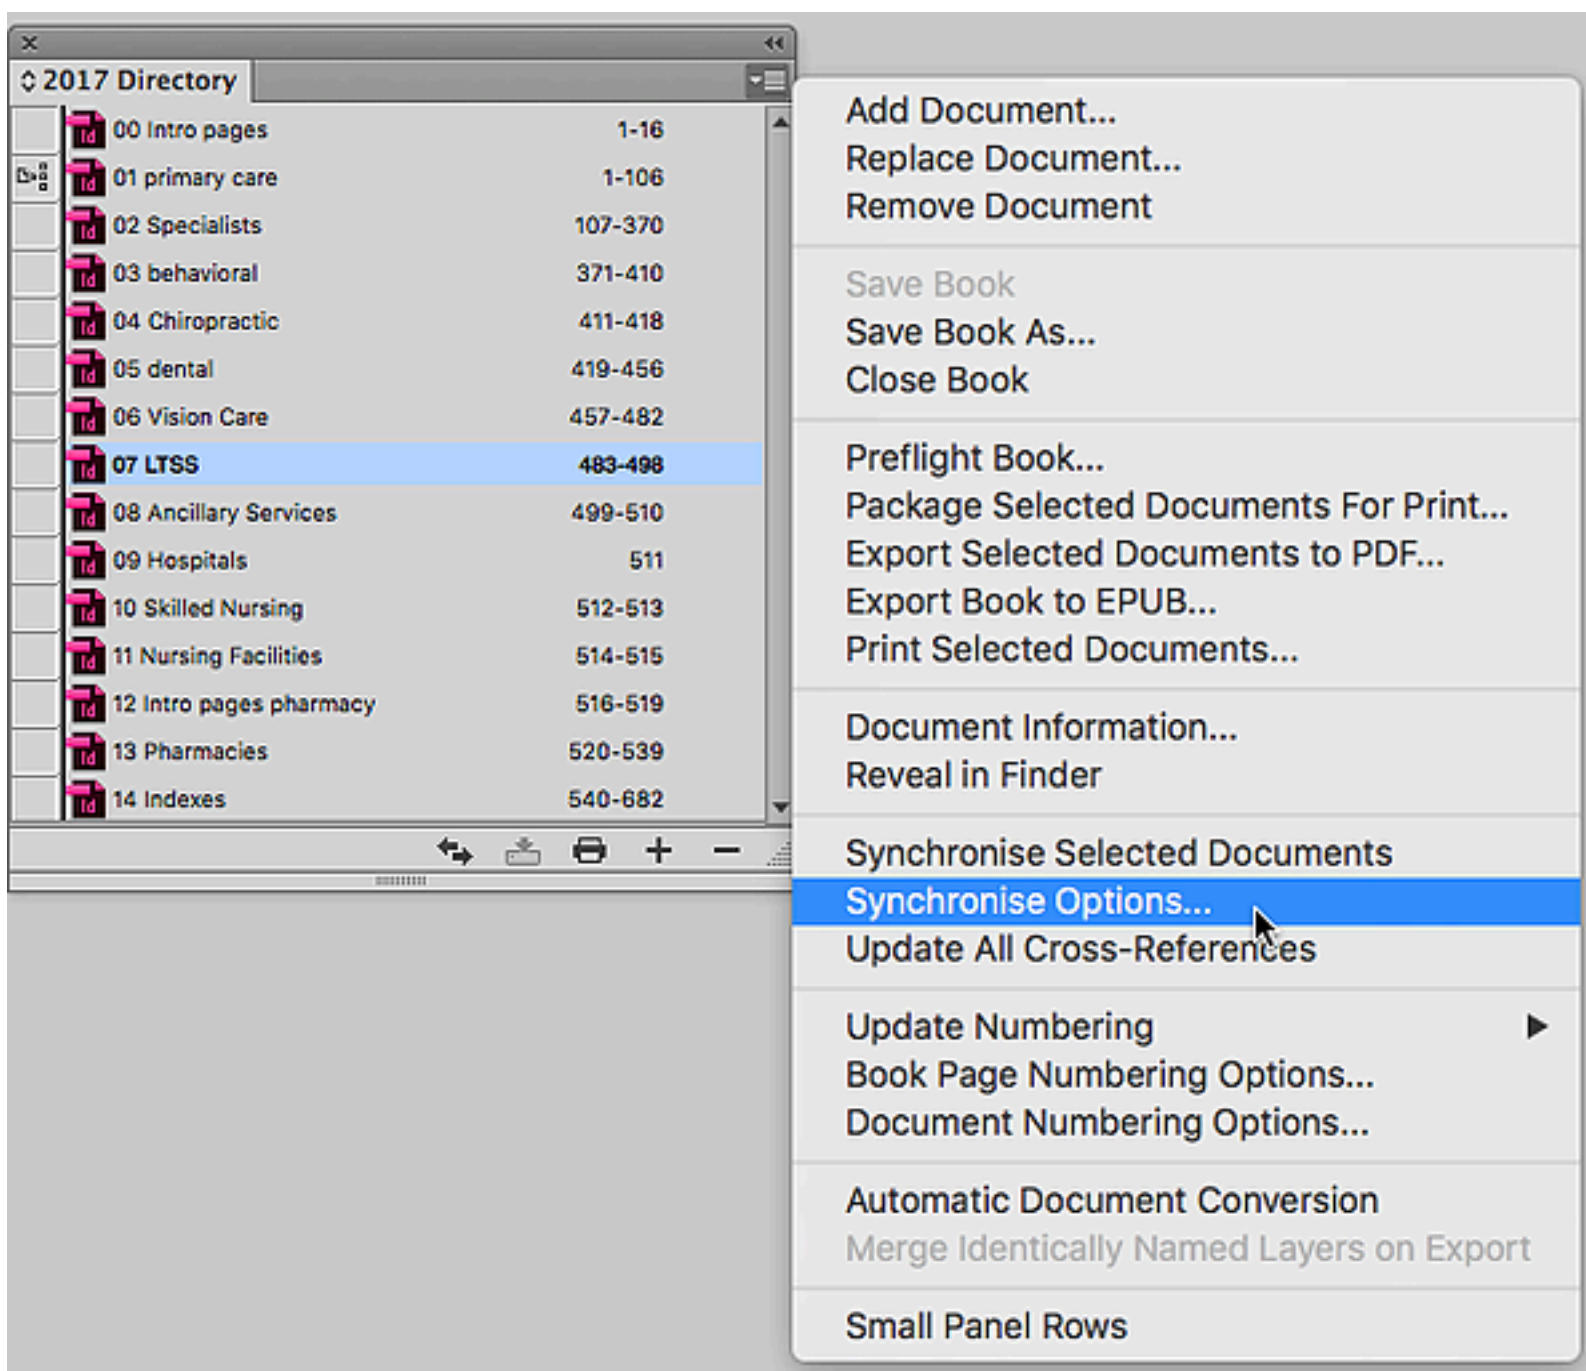 2017 Directory
00 Intro pages 1-16
01 primary care 1-106
02 Specialists 107-370
03 behavioral 371-410
04 Chiropractic 411-418
05 dental 419-456
06 Vision Care 457-482
07 LTSS 483-498
08 Ancillary Services 499-510
09 Hospitals 511
10 Skilled Nursing 512-513
11 Nursing Facilities 514-515
12 Intro pages pharmacy 516-519
13 Pharmacies 520-539
14 Indexes 540-682
Add Document...
Replace Document...
Remove Document
Save Book
Save Book As...
Close Book
Preflight Book...
Package Selected Documents For Print...
Export Selected Documents to PDF...
Export Book to EPUB...
Print Selected Documents...
Document Information...
Reveal in Finder
Synchronise Selected Documents
Synchronise Options...
Update All Cross-References
Update Numbering
Book Page Numbering Options...
Document Numbering Options...
Automatic Document Conversion
Merge Identically Named Layers on Export
Small Panel Rows